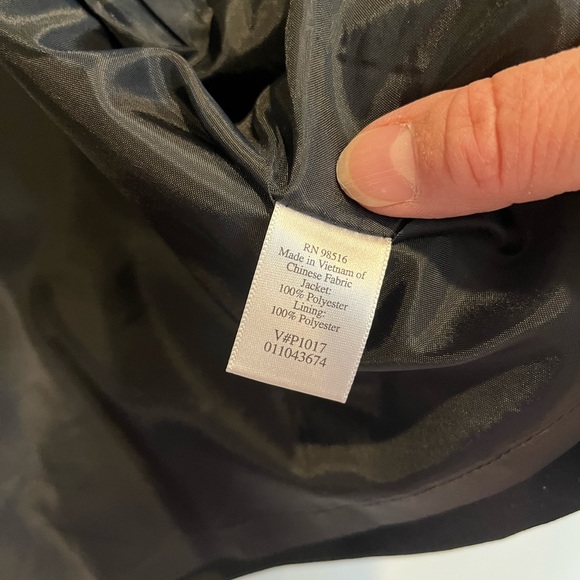 RN 98516
Made in Vietnam of
Chinese Fabric
Jacket:
100% Polyester
Lining:
100% Polyester
V#P1017
011043674